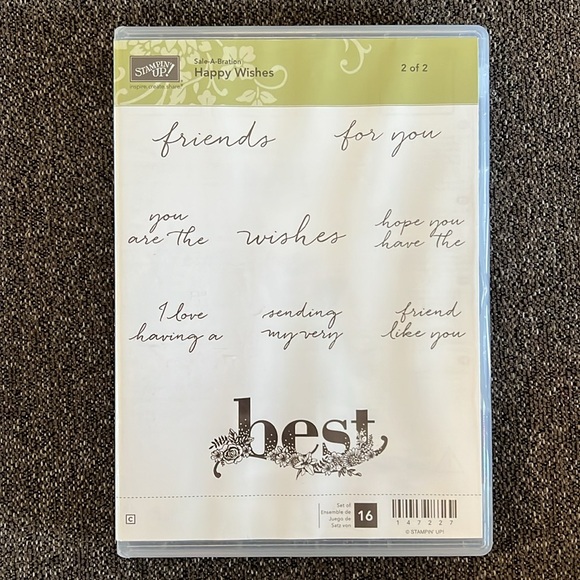 STAMPIN' UP!
inspire.create.share®
Sale-A-Bration
Happy Wishes
2 of 2
friends
for you
you
are the
wishes
hope you
have the
I love
having a
sending
my very
friend
like you
best
C
Set of
Ensemble de
Juego de
Satz von
16
147227
© STAMPIN' UP!